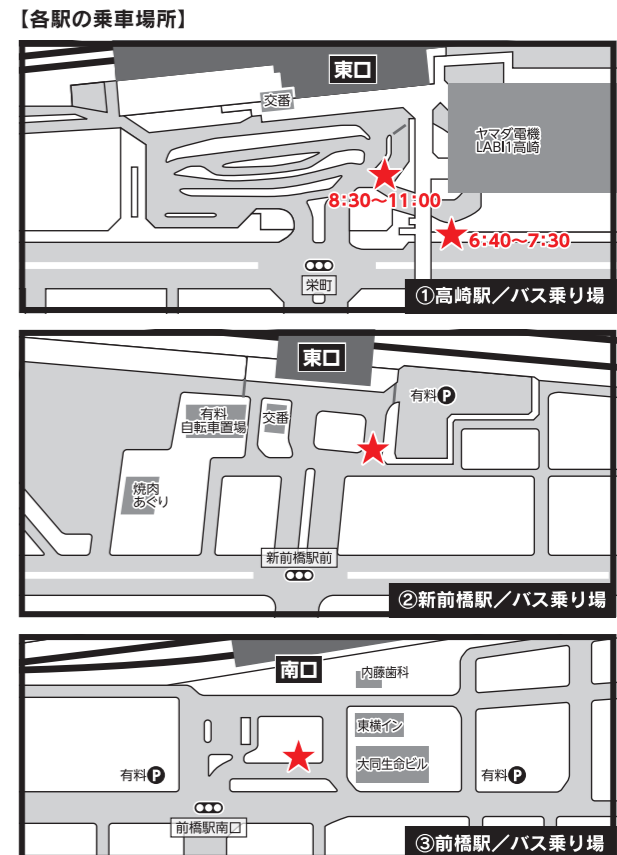 【各駅の乗車場所】
東口
交番
ヤマダ電機
LABI1高崎
8:30〜11:00
6:40〜7:30
栄町
①高崎駅／バス乗り場
東口
有料P
有料
自転車置場
交番
焼肉
あぐり
新前橋駅前
②新前橋駅／バス乗り場
南口
内藤歯科
東横イン
大同生命ビル
有料P
有料P
前橋駅南口
③前橋駅／バス乗り場